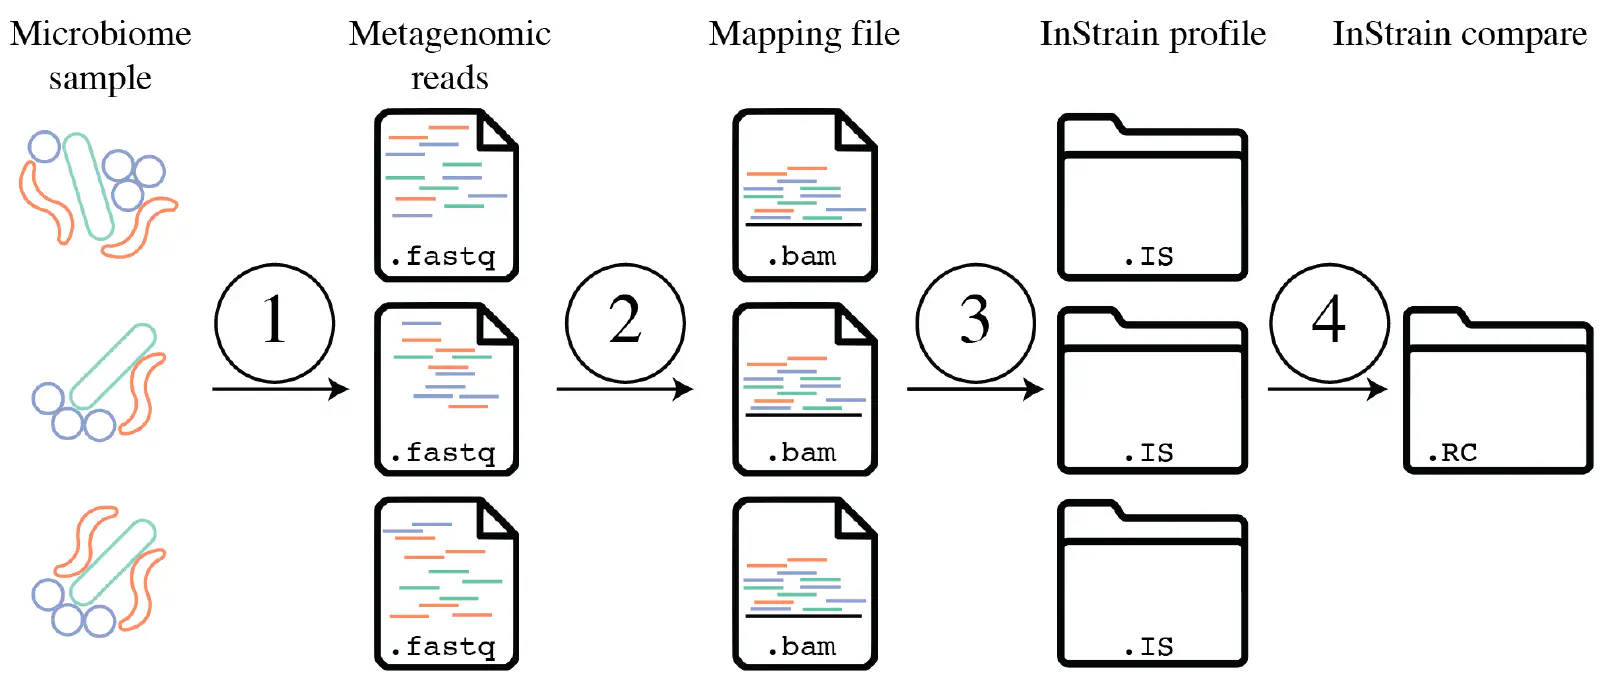 Microbiome
sample
Metagenomic
reads
Mapping file
InStrain profile
InStrain compare
.fastq
.bam
.IS
1
2
3
4
.fastq
.bam
.IS
.RC
.fastq
.bam
.IS